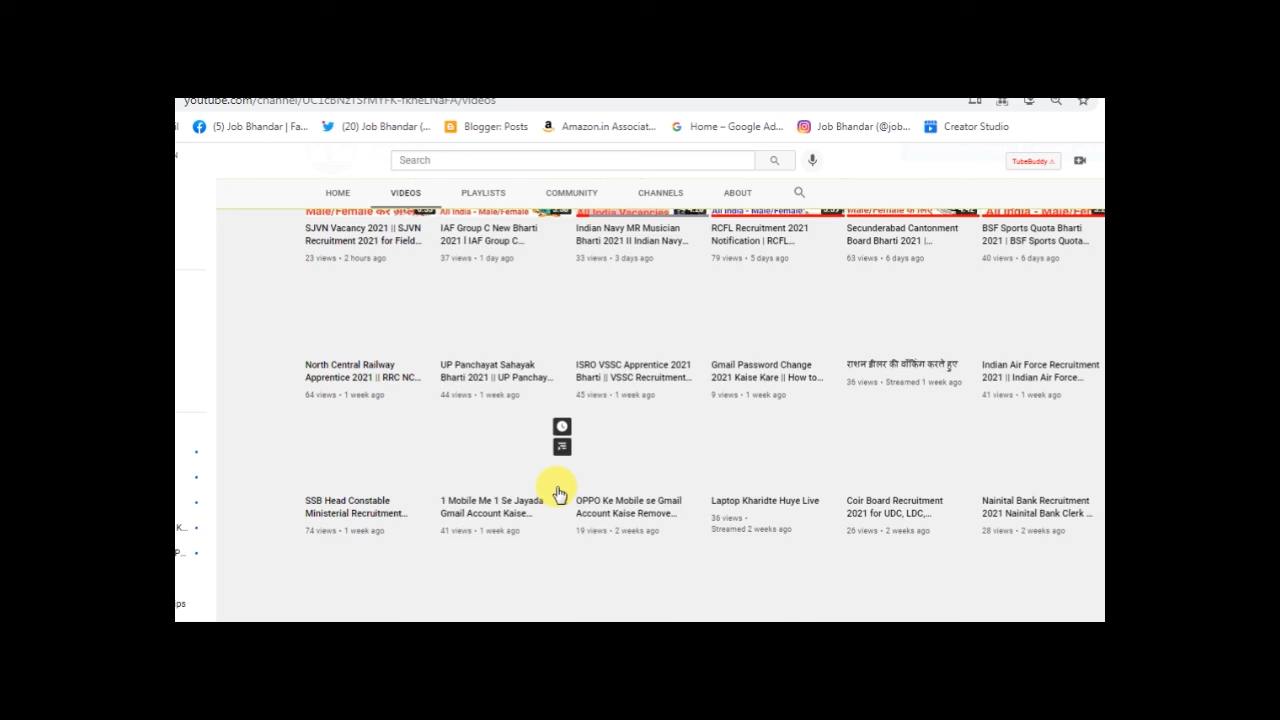 (5) Job Bhandar | Fa...
(20) Job Bhandar (...
Blogger: Posts
Amazon.in Associat...
Home – Google Ad...
Job Bhandar (@job...
Creator Studio
Search
TubeBuddy
HOME
VIDEOS
PLAYLISTS
COMMUNITY
CHANNELS
ABOUT
All India - Male/Female
All India Vacancies
All India - Male/Female
SJVN Vacancy 2021 || SJVN
Recruitment 2021 for Field...
23 views • 2 hours ago
IAF Group C New Bharti
2021 l IAF Group C...
37 views • 1 day ago
Indian Navy MR Musician
Bharti 2021 II Indian Navy...
33 views • 3 days ago
RCFL Recruitment 2021
Notification | RCFL...
79 views • 5 days ago
Secunderabad Cantonment
Board Bharti 2021 |...
63 views • 6 days ago
BSF Sports Quota Bharti
2021 | BSF Sports Quota...
40 views • 6 days ago
North Central Railway
Apprentice 2021 || RRC NC...
64 views • 1 week ago
UP Panchayat Sahayak
Bharti 2021 || UP Panchay...
44 views • 1 week ago
ISRO VSSC Apprentice 2021
Bharti || VSSC Recruitment...
45 views • 1 week ago
Gmail Password Change
2021 Kaise Kare || How to...
9 views • 1 week ago
राशन डीलर की वॉकिंग करते हुए
36 views • Streamed 1 week ago
Indian Air Force Recruitment
2021 || Indian Air Force...
41 views • 1 week ago
SSB Head Constable
Ministerial Recruitment...
74 views • 1 week ago
1 Mobile Me 1 Se Jayada
Gmail Account Kaise...
41 views • 1 week ago
OPPO Ke Mobile se Gmail
Account Kaise Remove...
19 views • 2 weeks ago
Laptop Kharidte Huye Live
36 views •
Streamed 2 weeks ago
Coir Board Recruitment
2021 for UDC, LDC,...
26 views • 2 weeks ago
Nainital Bank Recruitment
2021 Nainital Bank Clerk ...
28 views • 2 weeks ago
K...
P...
ips